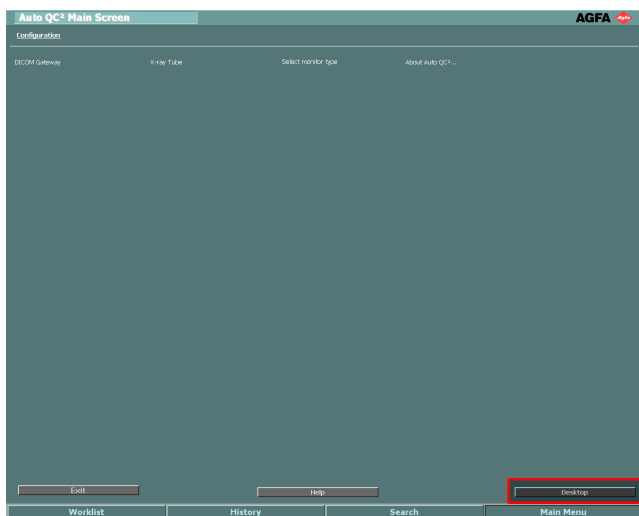 Auto QC² Main Screen AGFA Agfa
Configuration
DICOM Gateway X-ray Tube Select monitor type About Auto QC²...
Exit Help Desktop
Worklist History Search Main Menu